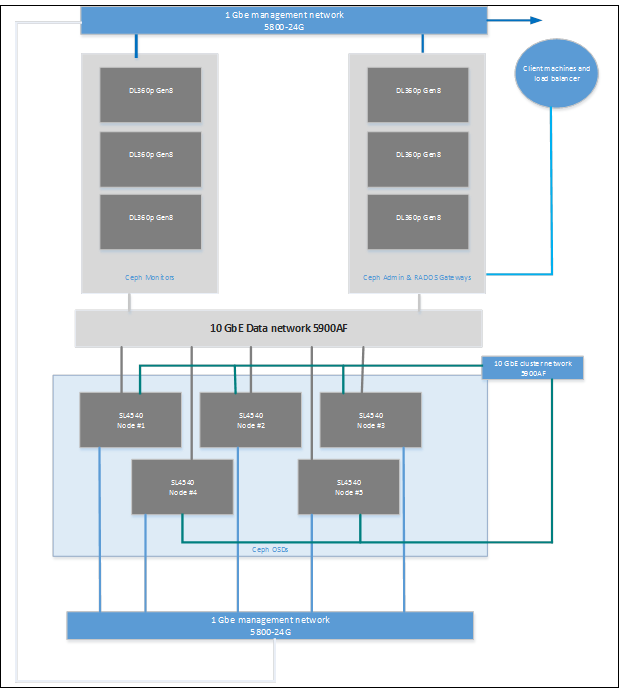 1 Gbe management network
5800-24G
Client machines and
load balancer
DL360p Gen8
DL360p Gen8
DL360p Gen8
Ceph Monitors
DL360p Gen8
DL360p Gen8
DL360p Gen8
Ceph Admin & RADOS Gateways
10 GbE Data network 5900AF
10 GbE cluster network
5900AF
SL4540
Node #1
SL4540
Node #2
SL4540
Node #3
SL4540
Node #4
SL4540
Node #5
Ceph OSDs
1 Gbe management network
5800-24G